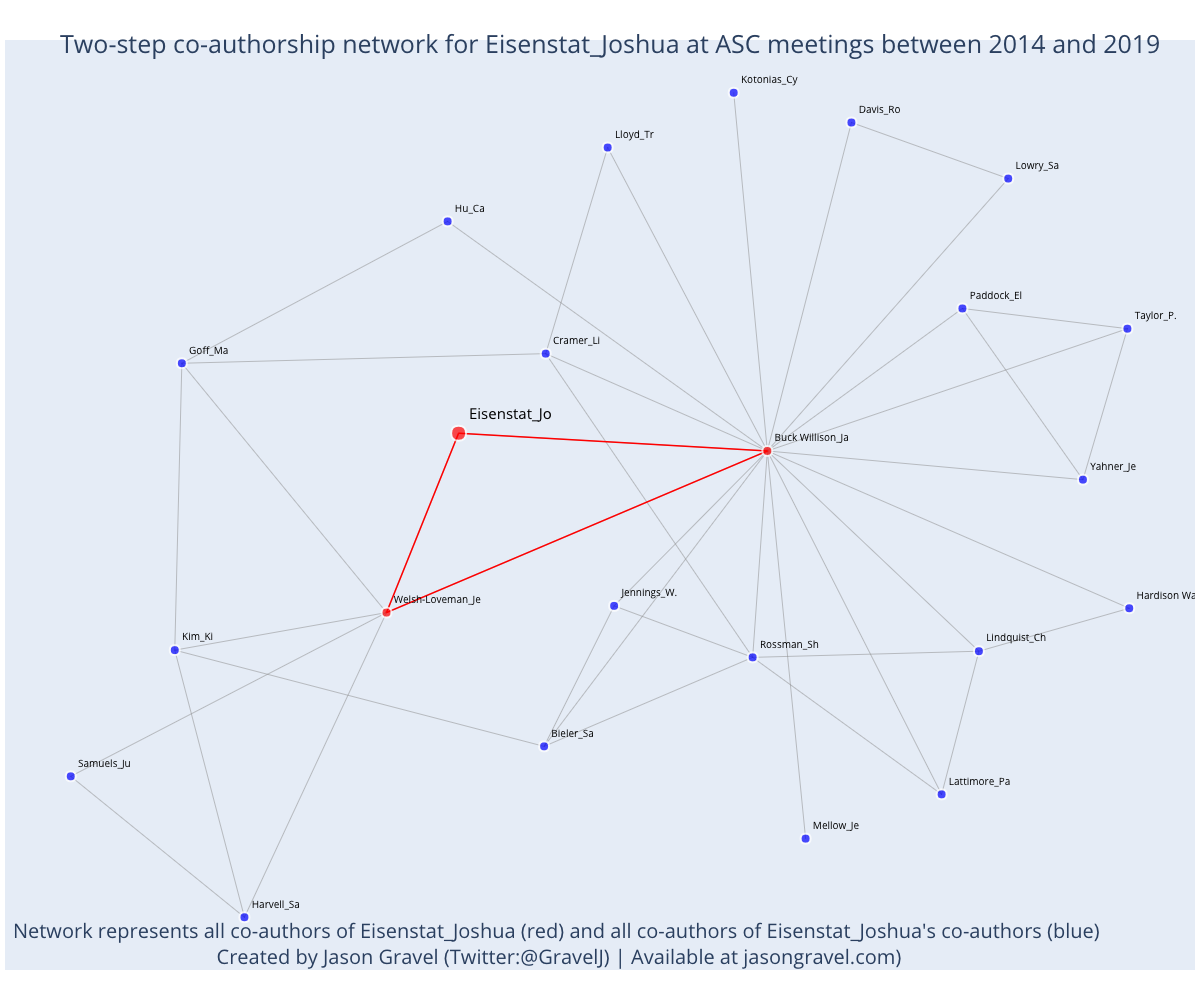 Two-step co-authorship network for Eisenstat_Joshua at ASC meetings between 2014 and 2019
Kotonias_Cy
Davis_Ro
Lloyd_Tr
Lowry_Sa
Hu_Ca
Paddock_El
Taylor_P.
Cramer_Li
Goff_Ma
Eisenstat_Jo
Buck Willison_Ja
Yahner_Je
Jennings_W.
Hardison Wa
Welsh-Loveman_Je
Kim_Ki
Rossman_Sh
Lindquist_Ch
Bieler_Sa
Samuels_Ju
Lattimore_Pa
Mellow_Je
Harvell_Sa
Network represents all co-authors of Eisenstat_Joshua (red) and all co-authors of Eisenstat_Joshua's co-authors (blue)
Created by Jason Gravel (Twitter:@GravelJ) | Available at jasongravel.com)